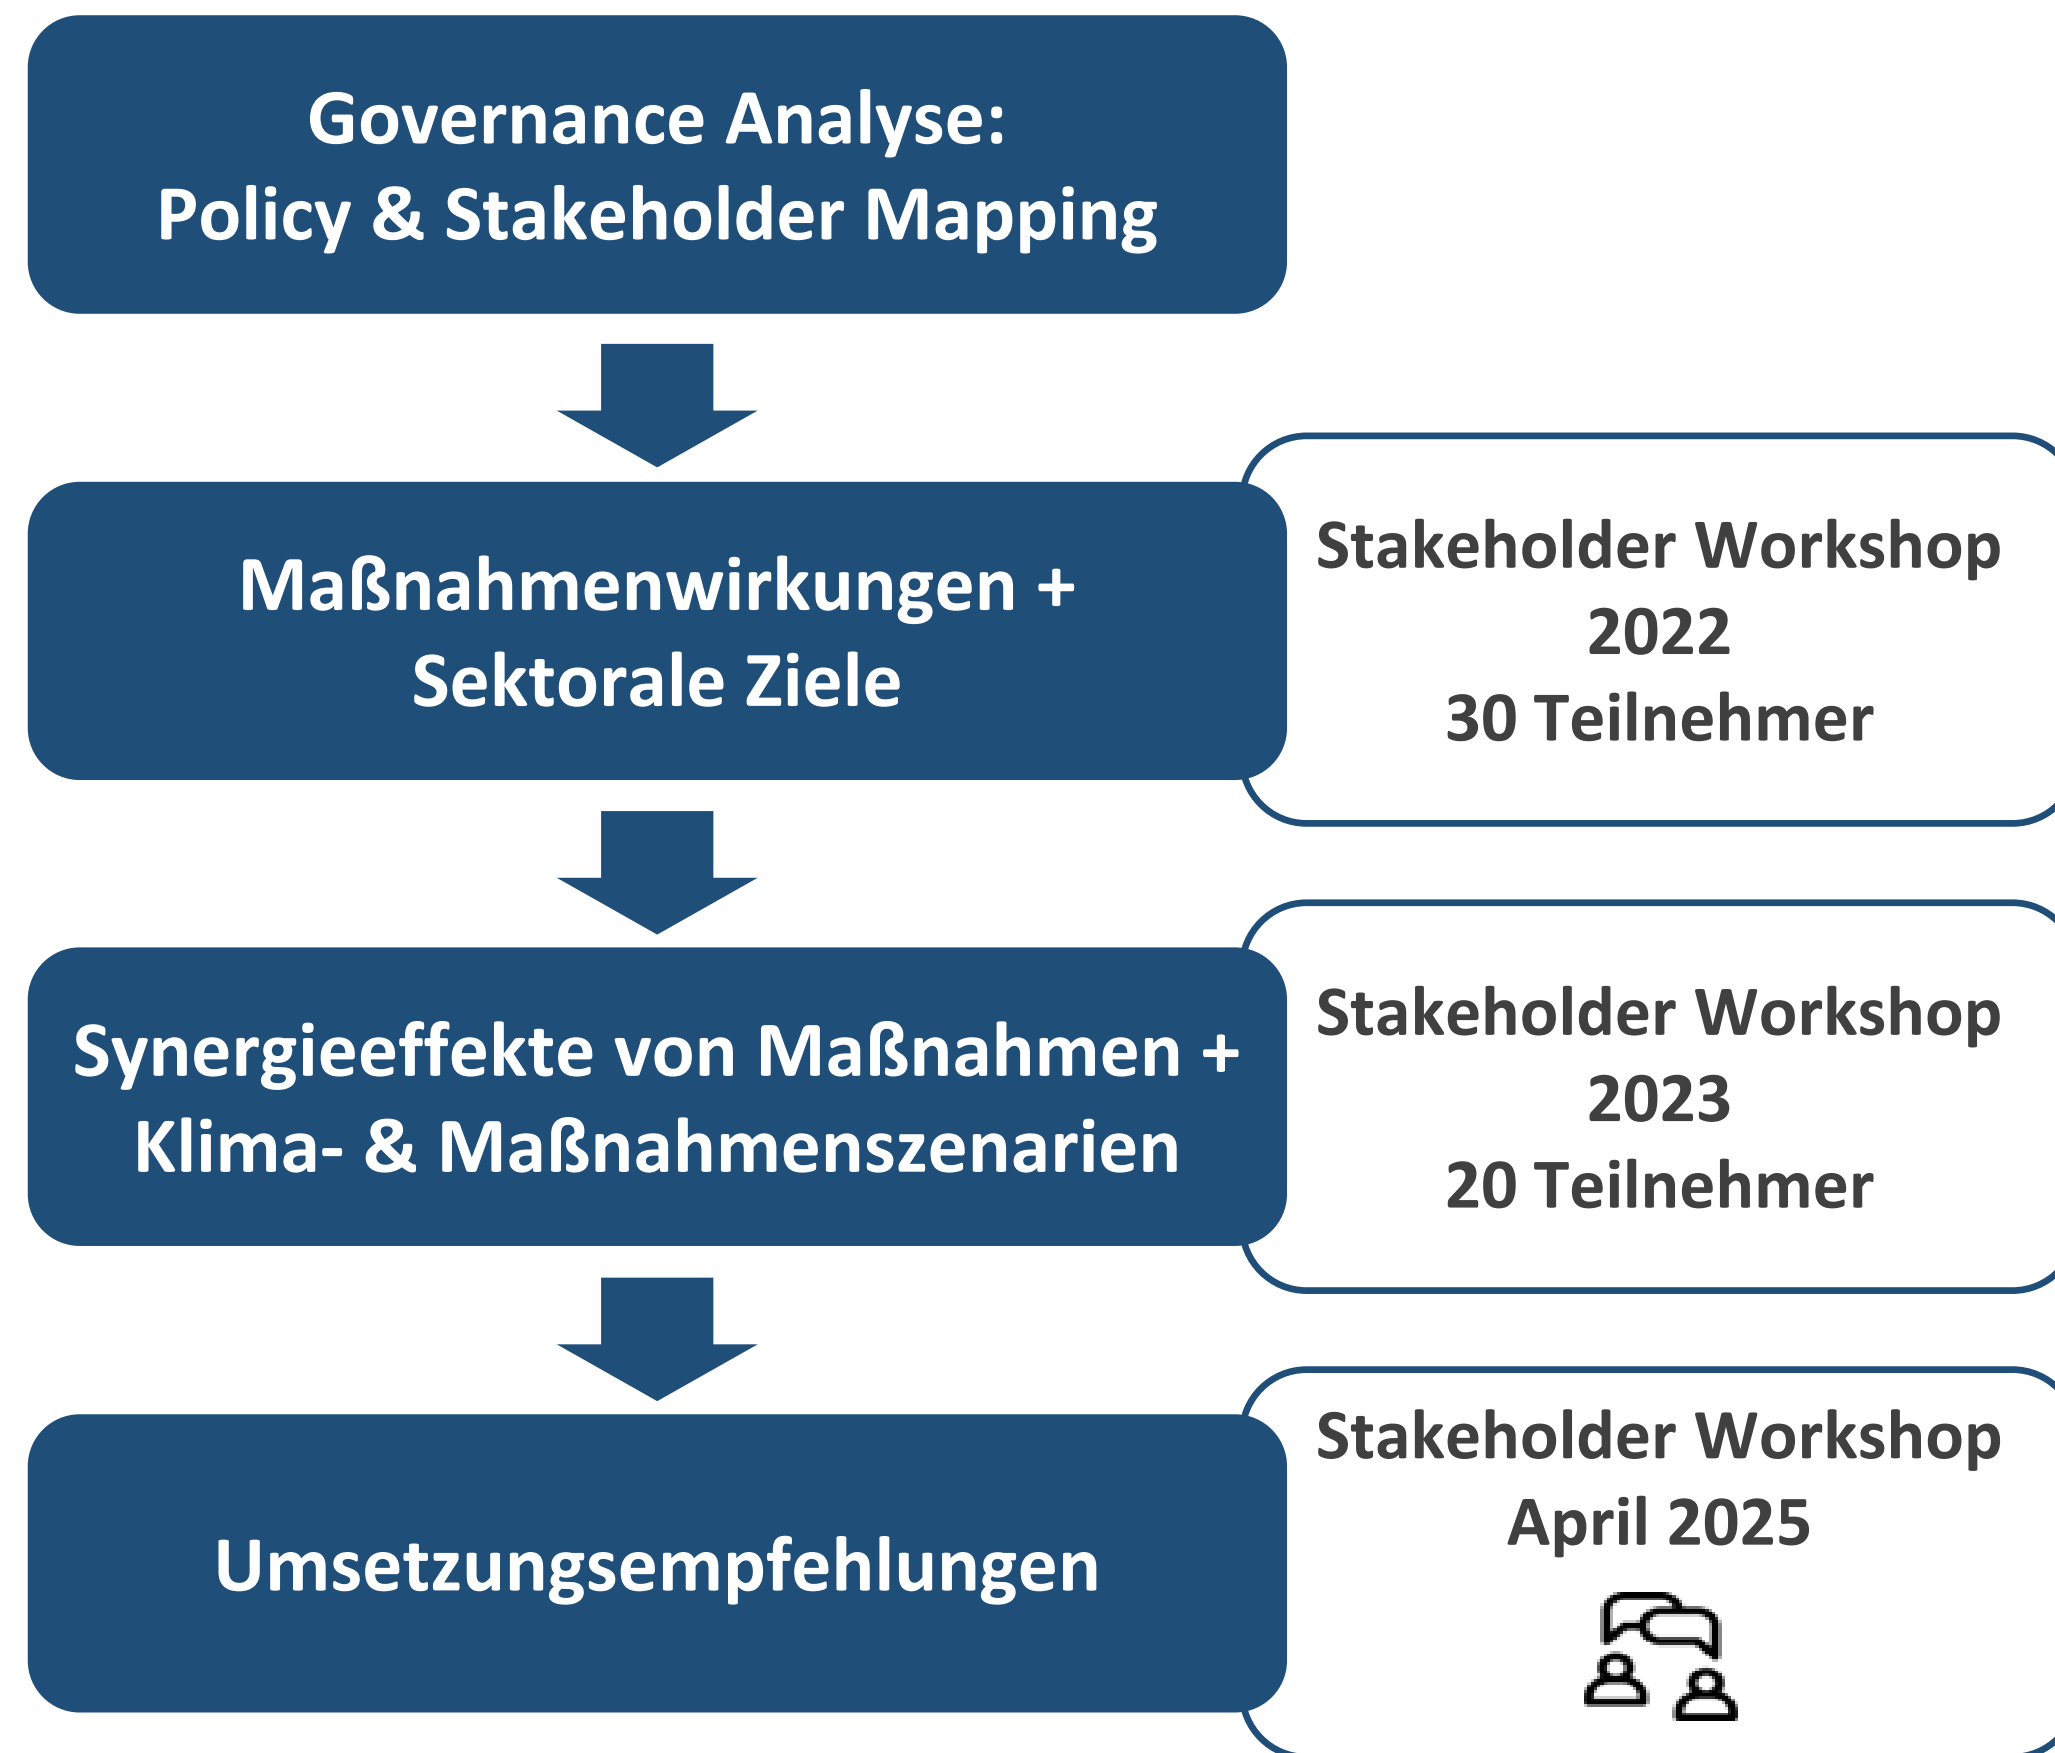 Governance Analyse:
Policy & Stakeholder Mapping
Maßnahmenwirkungen +
Sektorale Ziele
Stakeholder Workshop
2022
30 Teilnehmer
Synergieeffekte von Maßnahmen +
Klima- & Maßnahmenszenarien
Stakeholder Workshop
2023
20 Teilnehmer
Umsetzungsempfehlungen
Stakeholder Workshop
April 2025